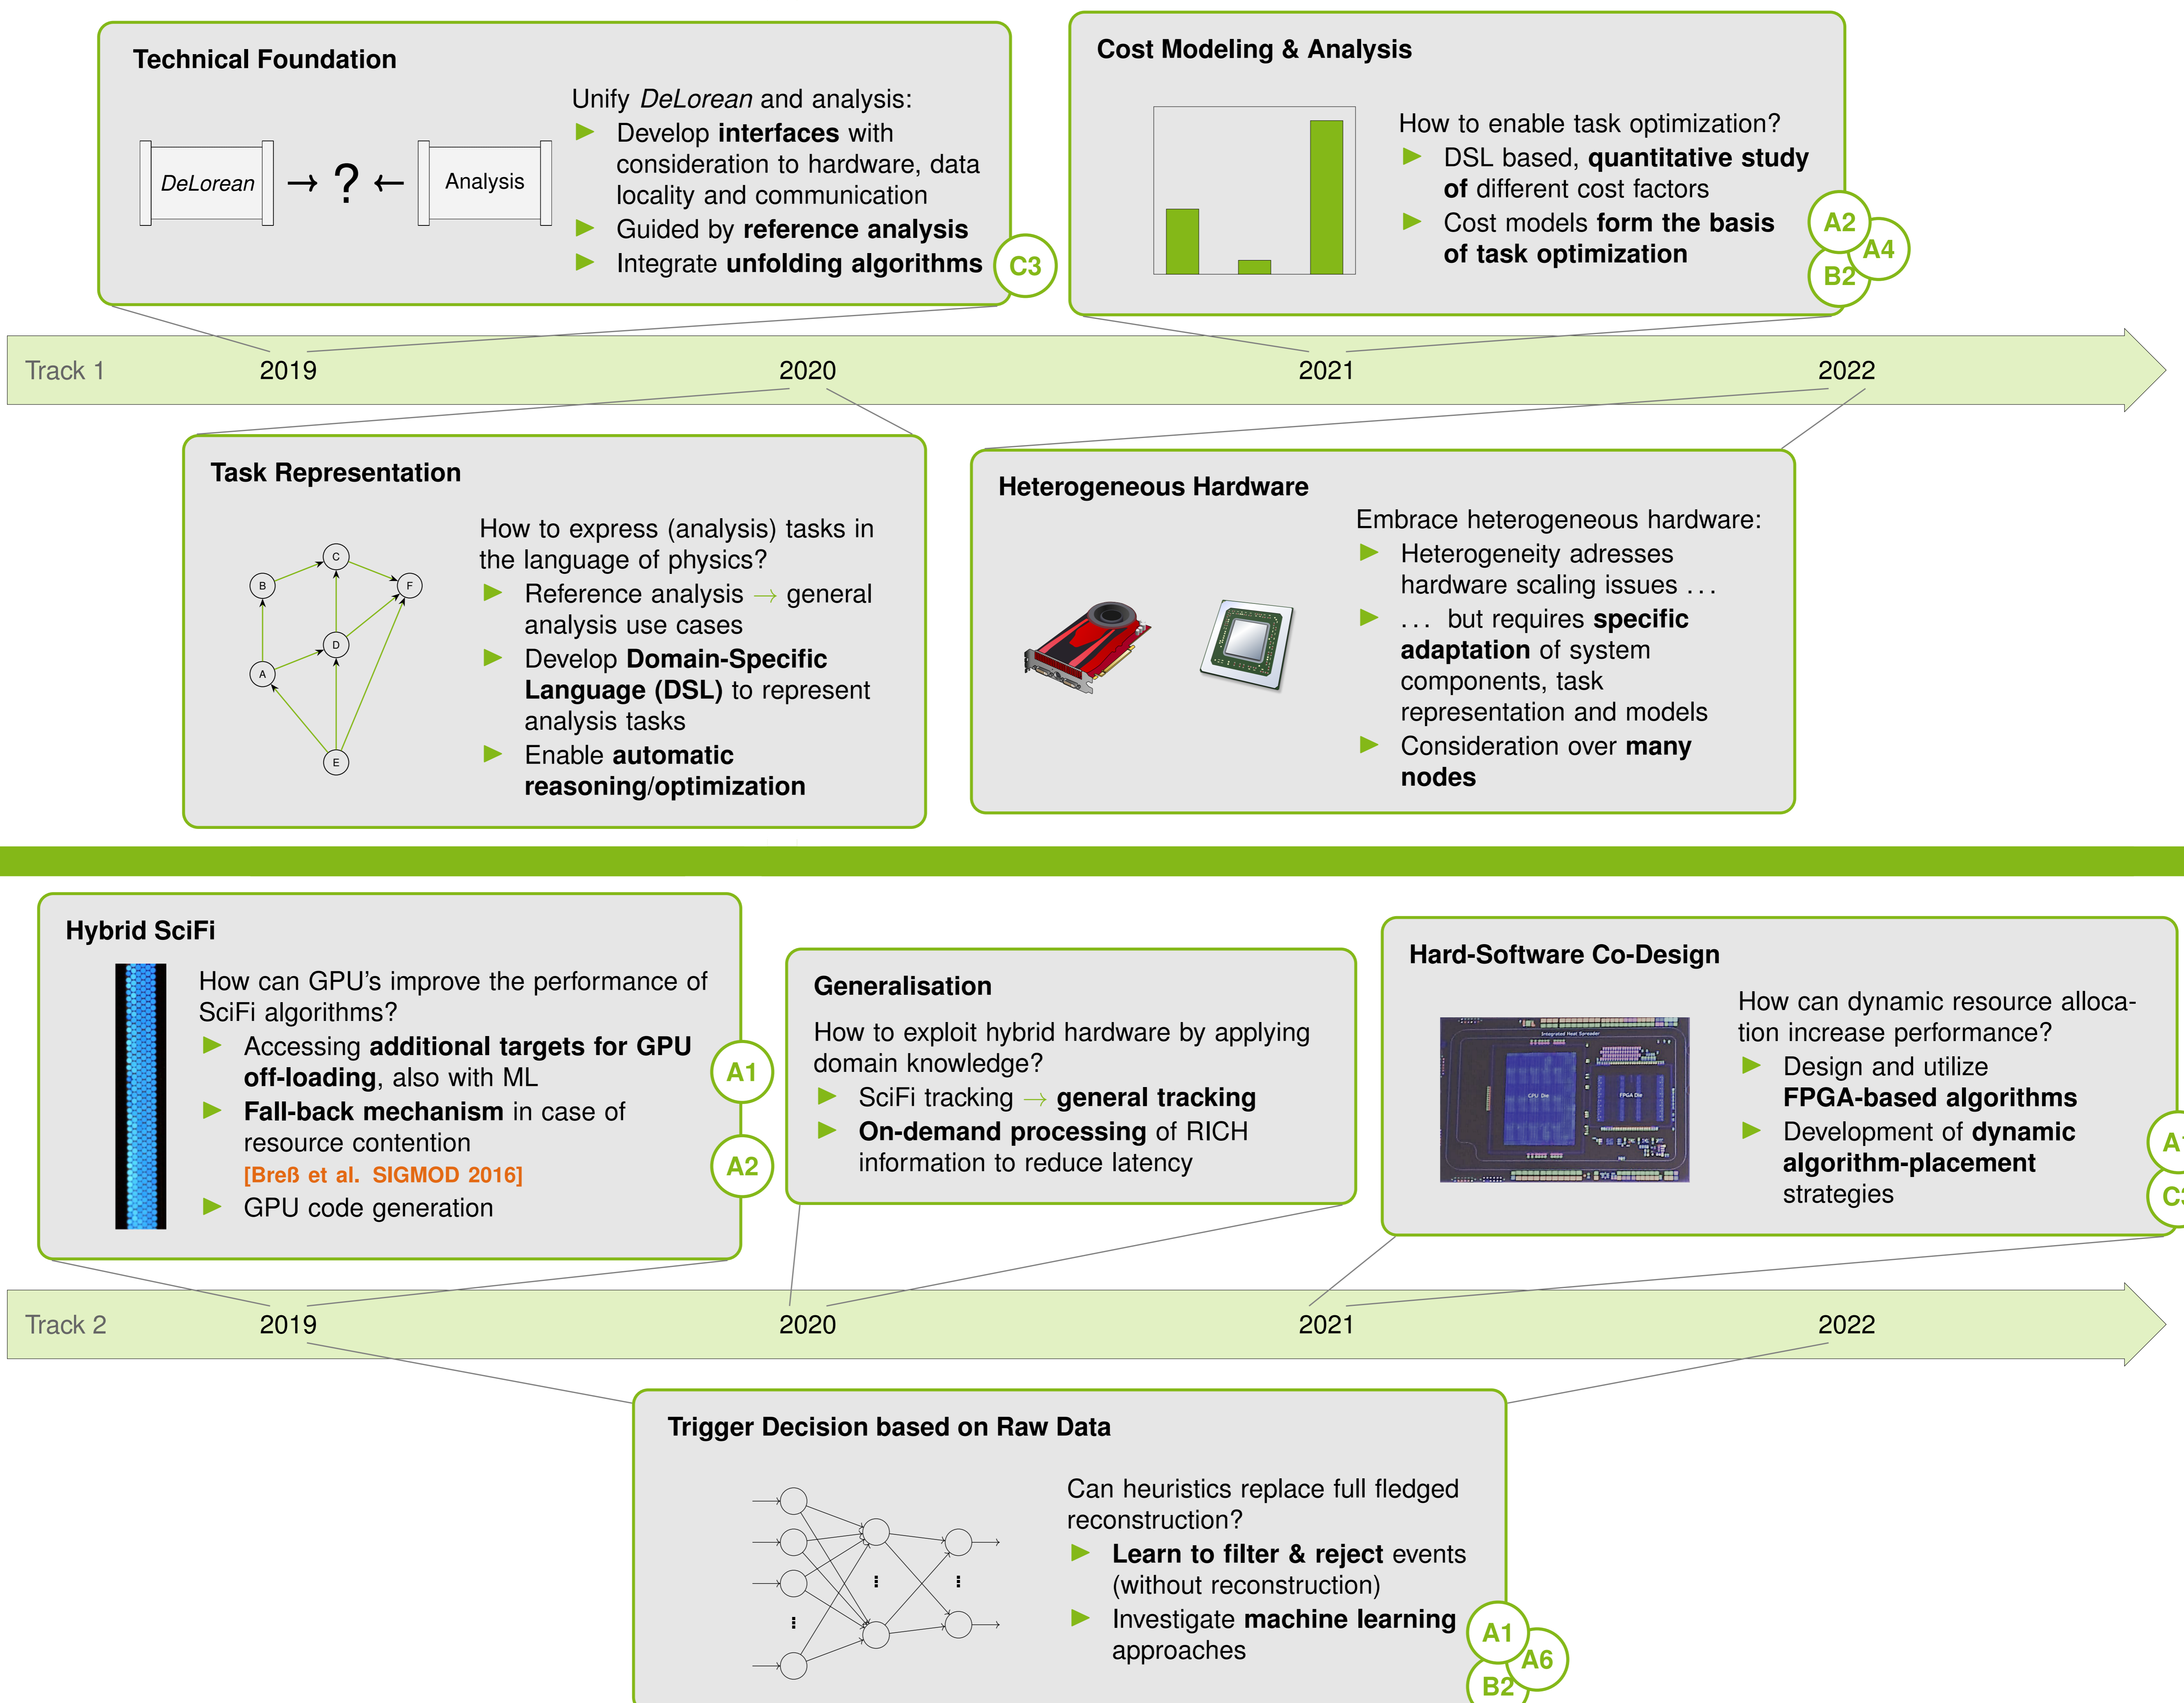 Technical Foundation
DeLorean
→ ? ←
Analysis
Unify DeLorean and analysis:
Develop interfaces with
consideration to hardware, data
locality and communication
Guided by reference analysis
Integrate unfolding algorithms
C3
Cost Modeling & Analysis
How to enable task optimization?
DSL based, quantitative study
of different cost factors
Cost models form the basis
of task optimization
A2
A4
B2
Track 1
2019
2020
2021
2022
Task Representation
C
B
F
D
A
E
How to express (analysis) tasks in
the language of physics?
Reference analysis → general
analysis use cases
Develop Domain-Specific
Language (DSL) to represent
analysis tasks
Enable automatic
reasoning/optimization
Heterogeneous Hardware
Embrace heterogeneous hardware:
Heterogeneity adresses
hardware scaling issues ...
... but requires specific
adaptation of system
components, task
representation and models
Consideration over many
nodes
Hybrid SciFi
How can GPU's improve the performance of
SciFi algorithms?
Accessing additional targets for GPU
off-loading, also with ML
Fall-back mechanism in case of
resource contention
[Breß et al. SIGMOD 2016]
GPU code generation
A1
A2
Generalisation
How to exploit hybrid hardware by applying
domain knowledge?
SciFi tracking → general tracking
On-demand processing of RICH
information to reduce latency
Hard-Software Co-Design
Integrated Heat Spreader
CPU Die
FPGA Die
How can dynamic resource alloca-
tion increase performance?
Design and utilize
FPGA-based algorithms
Development of dynamic
algorithm-placement
strategies
Track 2
2019
2020
2021
2022
Trigger Decision based on Raw Data
Can heuristics replace full fledged
reconstruction?
Learn to filter & reject events
(without reconstruction)
Investigate machine learning
approaches
A1
A6
B2